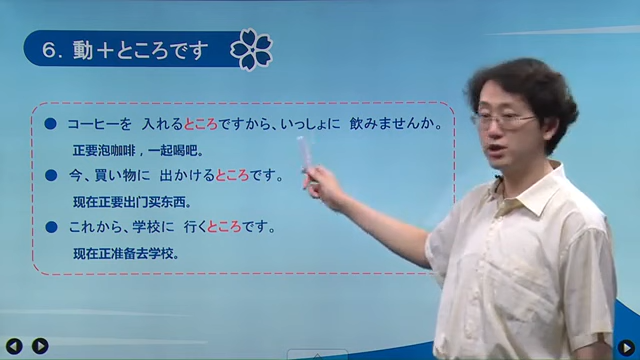 6. 動＋ところです
● コーヒーを 入れるところですから、いっしょに 飲みませんか。
正要泡咖啡，一起喝吧。
● 今、買い物に 出かけるところです。
现在正要出门买东西。
● これから、学校に 行くところです。
现在正准备去学校。